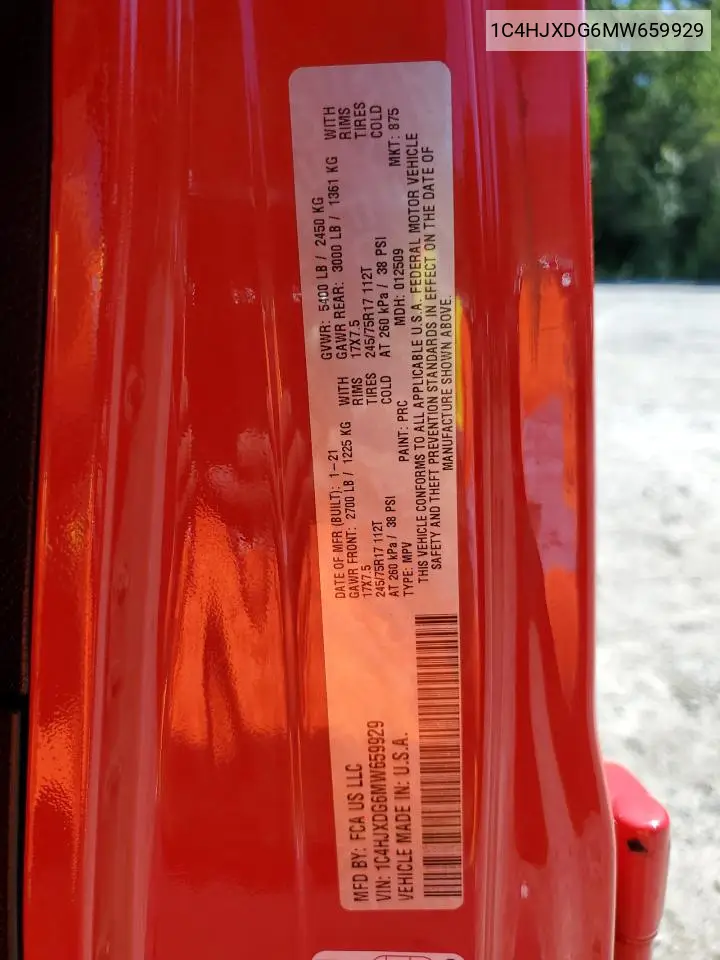 1C4HJXDG6MW659929
MFD BY: FCA US LLC
VIN: 1C4HJXDG6MW659929
VEHICLE MADE IN: U.S.A.
DATE OF MFR (BUILT): 1-21
GAWR FRONT: 2700 LB / 1225 KG WITH
17X7.5 RIMS
245/75R17 112T TIRES
AT 260 kPa / 38 PSI COLD
GVWR: 5400 LB / 2450 KG
GAWR REAR: 3000 LB / 1361 KG WITH
17X7.5 RIMS
245/75R17 112T TIRES
AT 260 kPa / 38 PSI COLD
TYPE: MPV PAINT: PRC MDH: 012509 MKT: 875
THIS VEHICLE CONFORMS TO ALL APPLICABLE U.S.A. FEDERAL MOTOR VEHICLE
SAFETY AND THEFT PREVENTION STANDARDS IN EFFECT ON THE DATE OF
MANUFACTURE SHOWN ABOVE.